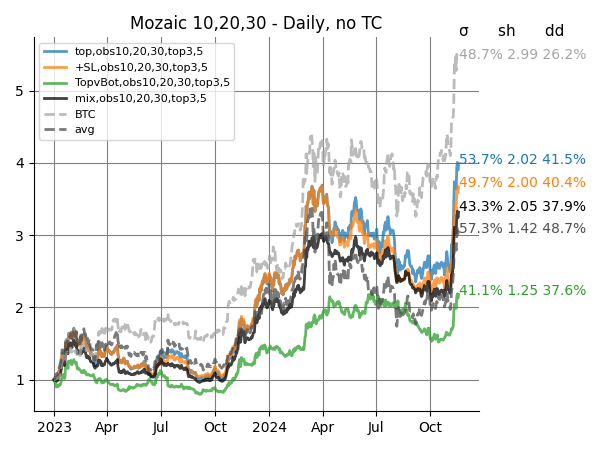 Mozaic 10,20,30 - Daily, no TC
σ sh dd
top,obs10,20,30,top3,5
+SL,obs10,20,30,top3,5
TopvBot,obs10,20,30,top3,5
mix,obs10,20,30,top3,5
BTC
avg
48.7% 2.99 26.2%
53.7% 2.02 41.5%
49.7% 2.00 40.4%
43.3% 2.05 37.9%
57.3% 1.42 48.7%
41.1% 1.25 37.6%
5
4
3
2
1
2023 Apr Jul Oct 2024 Apr Jul Oct